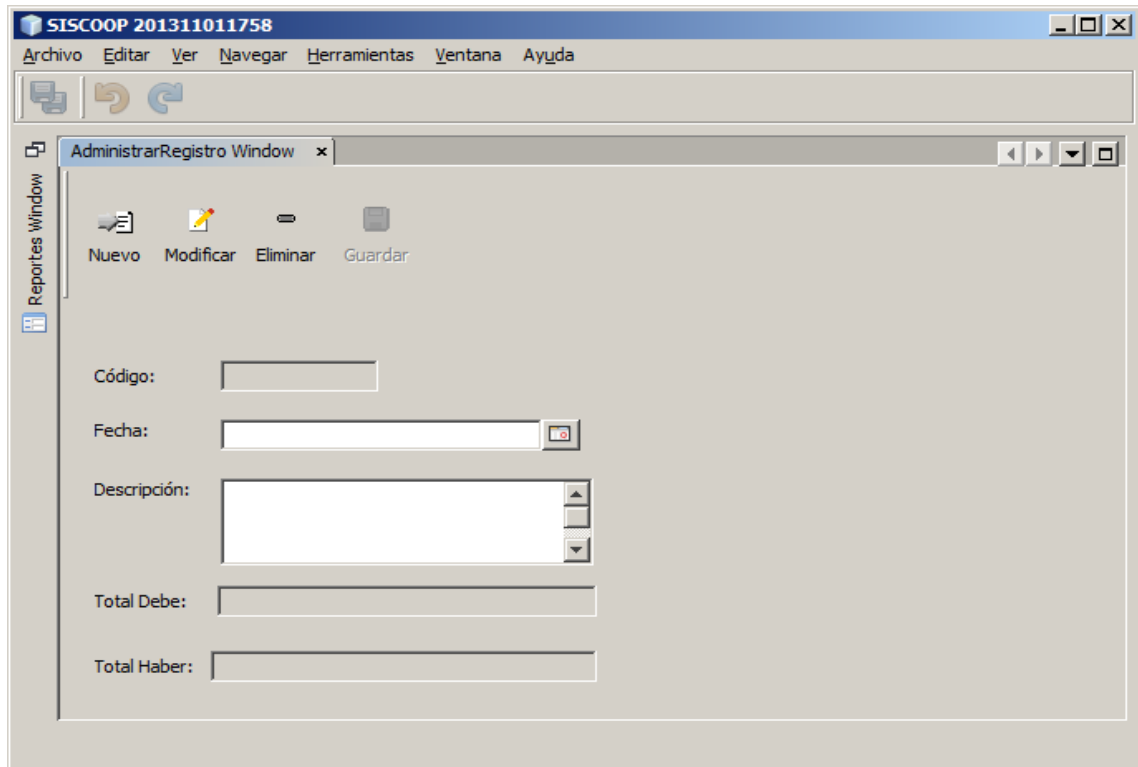 SISCOOP 201311011758
Archivo Editar Ver Navegar Herramientas Ventana Ayuda
Reportes Window
AdministrarRegistro Window
Nuevo Modificar Eliminar Guardar
Código:
Fecha:
Descripción:
Total Debe:
Total Haber: